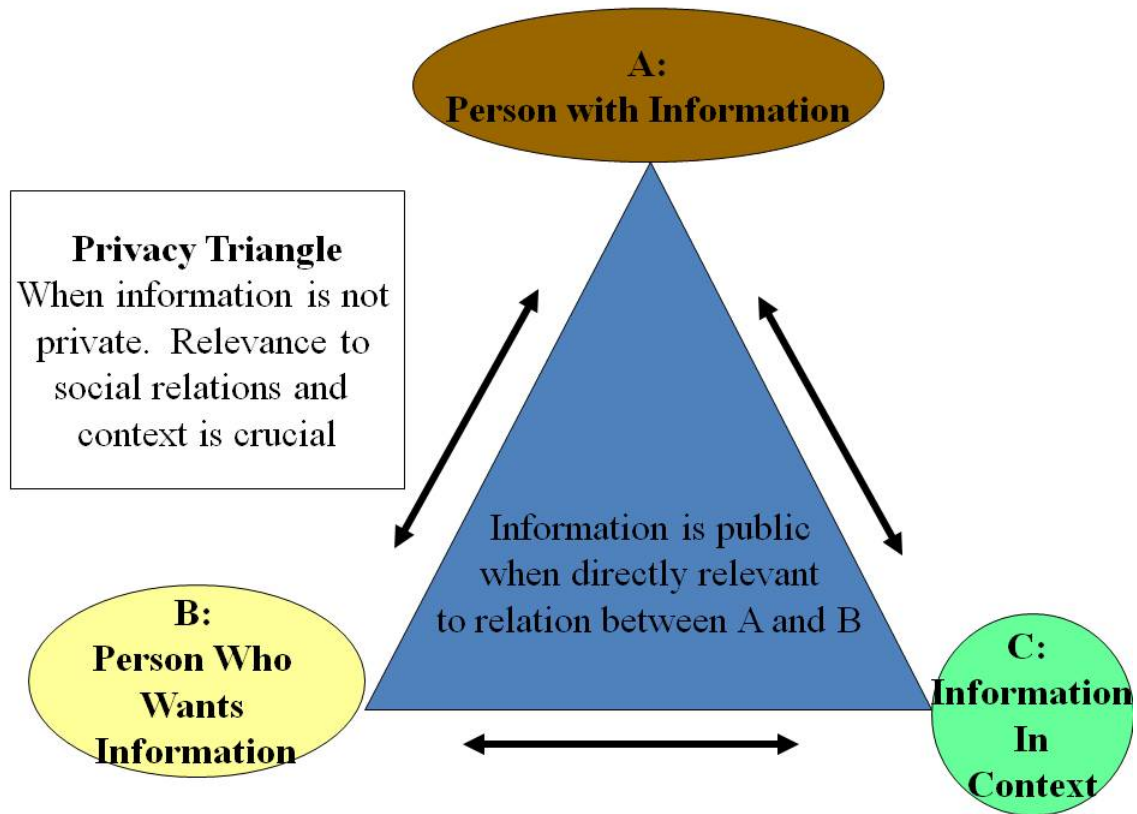 A:
Person with Information
Privacy Triangle
When information is not
private. Relevance to
social relations and
context is crucial
Information is public
when directly relevant
to relation between A and B
B:
Person Who
Wants
Information
C:
Information
In
Context